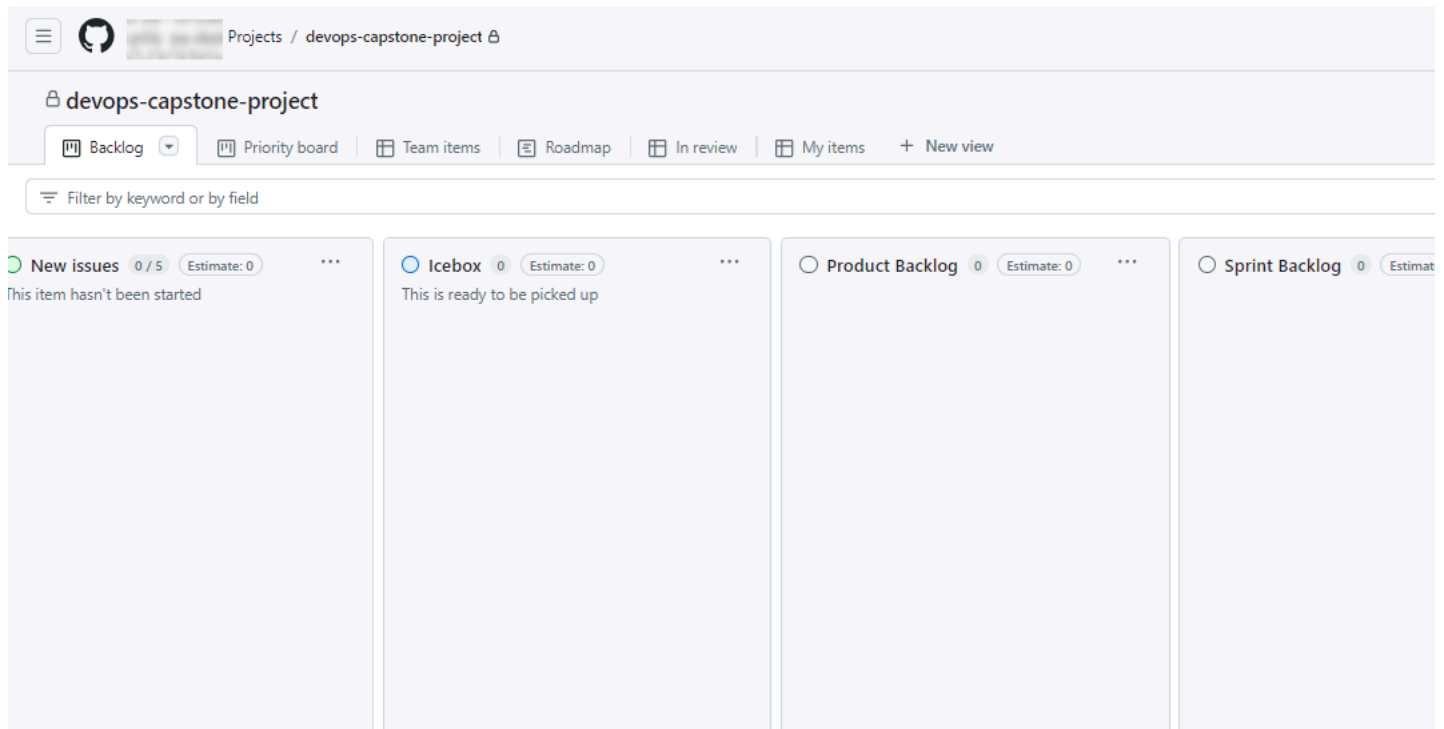 Projects / devops-capstone-project
devops-capstone-project
Backlog Priority board Team items Roadmap In review My items + New view
Filter by keyword or by field
New issues 0 / 5 Estimate: 0 ... Icebox 0 Estimate: 0 ... Product Backlog 0 Estimate: 0 ... Sprint Backlog 0 Estimat
This item hasn't been started This is ready to be picked up